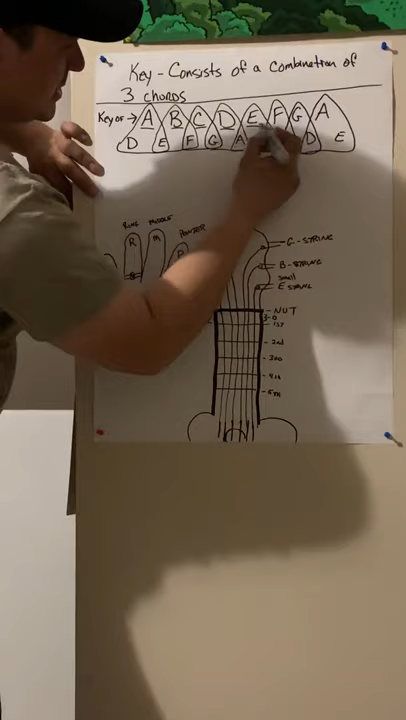 Key - Consists of a combination of
3 chords
Key of → A B C D E F G A
D E F G A D E
RING MIDDLE POINTER
R M P
G-STRING
B-STRING
Small
E STRING
NUT
0
1ST
2nd
3RD
4th
5th